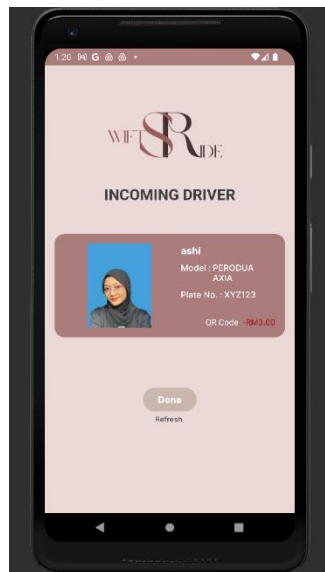 1:20 M G
WIFT SR IDE
INCOMING DRIVER
ashi
Model : PERODUA
AXIA
Plate No. : XYZ123
QR Code -RM3.00
Done
Refresh